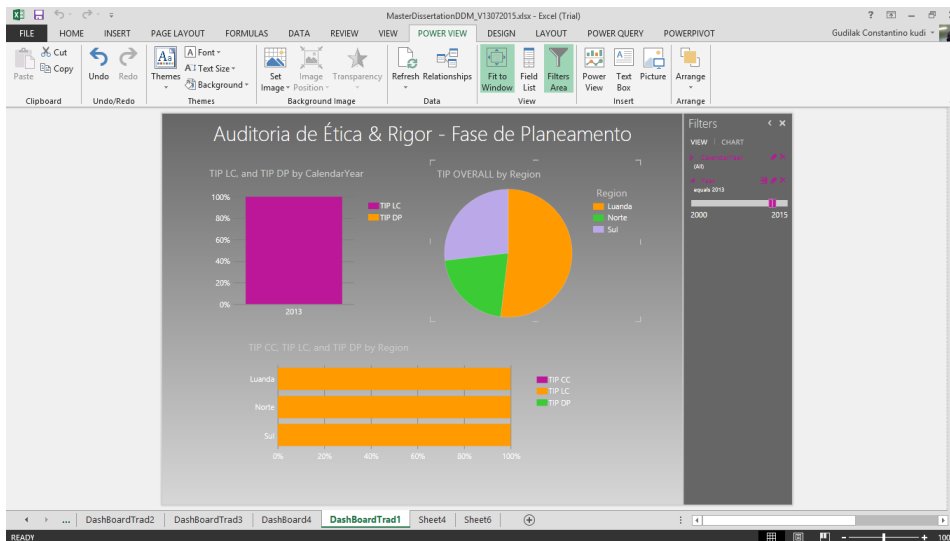 MasterDissertationDDM_V13072015.xlsx - Excel (Trial)
FILE HOME INSERT PAGE LAYOUT FORMULAS DATA REVIEW VIEW POWER VIEW DESIGN LAYOUT POWER QUERY POWERPIVOT Gudilak Constantino kudi
Paste
Cut
Copy
Clipboard
Undo Redo
Undo/Redo
Themes
Font
Text Size
Background
Themes
Set Image
Image Position
Transparency
Background Image
Refresh Relationships
Data
Fit to Window
Field List
Filters Area
View
Power View
Text Box
Picture
Insert
Arrange
Arrange
Auditoria de Ética & Rigor - Fase de Planeamento
TIP LC, and TIP DP by CalendarYear
100%
80%
60%
40%
20%
0%
2013
TIP LC
TIP DP
TIP OVERALL by Region
Region
Luanda
Norte
Sul
TIP CC, TIP LC, and TIP DP by Region
Luanda
Norte
Sul
0% 20% 40% 60% 80% 100%
TIP CC
TIP LC
TIP DP
Filters
VIEW | CHART
CalendarYear
(All)
equals 2013
2000 2015
... DashBoardTrad2 DashBoardTrad3 DashBoard4 DashBoardTrad1 Sheet4 Sheet6
READY